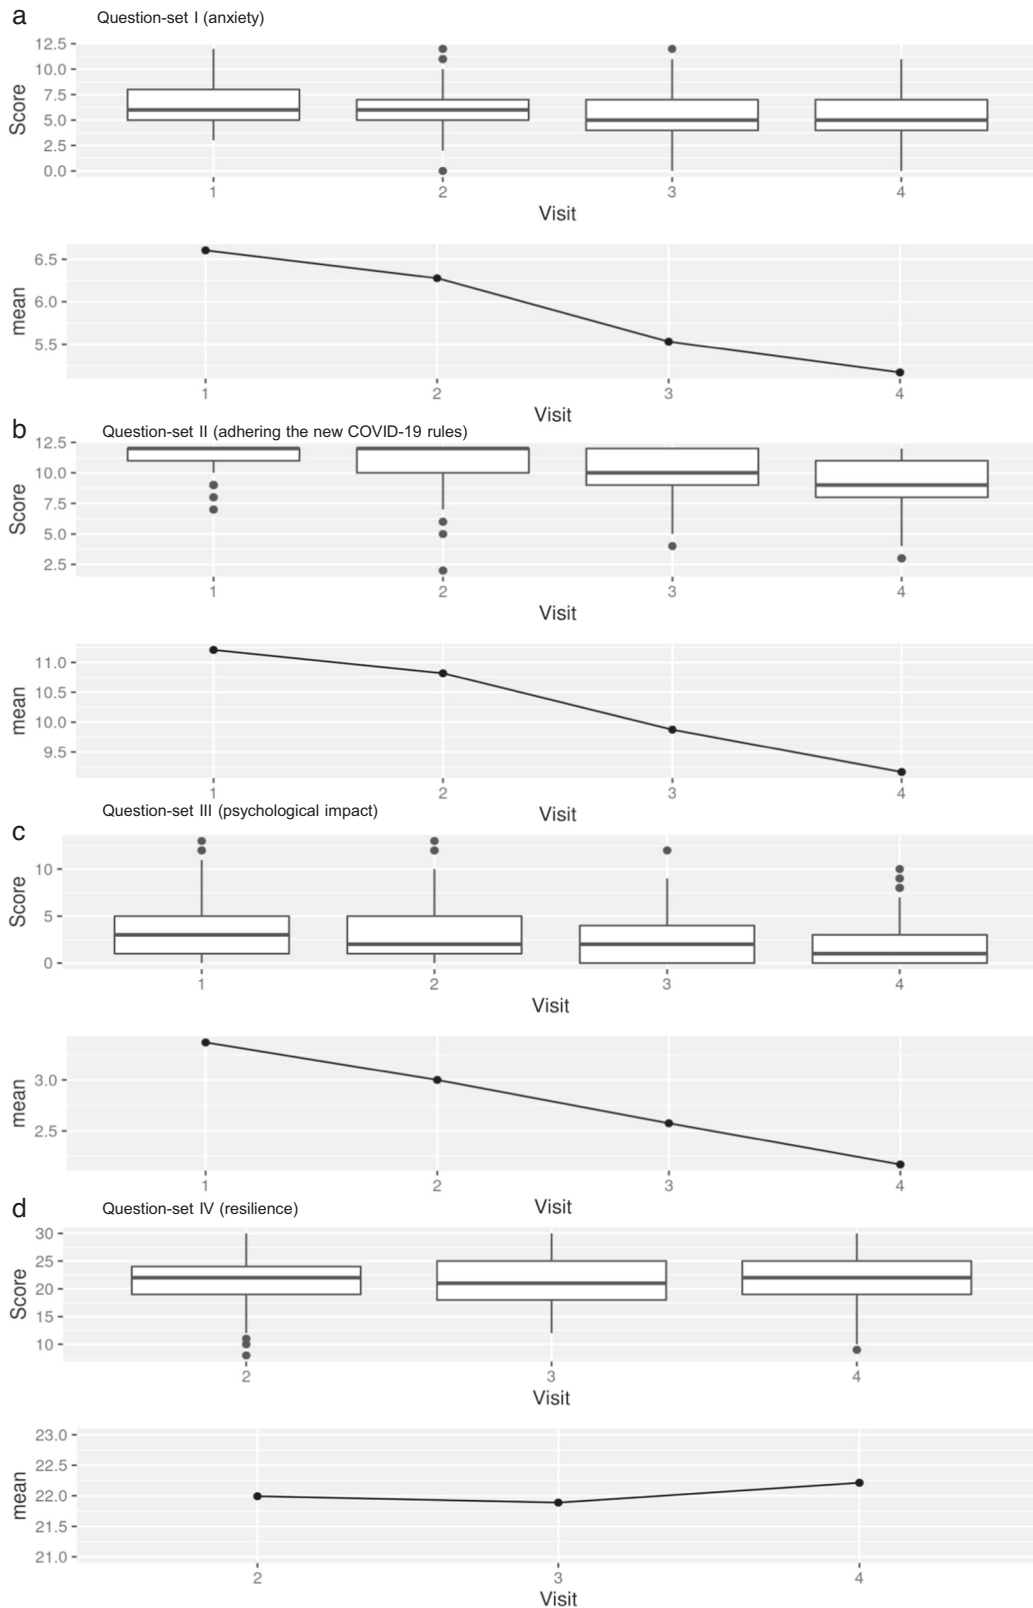 a
Question-set I (anxiety)
12.5
10.0
7.5
5.0
2.5
0.0
Score
1 2 3 4
Visit
6.5
6.0
5.5
mean
1 2 3 4
Visit
b
Question-set II (adhering the new COVID-19 rules)
12.5
10.0
7.5
5.0
2.5
Score
1 2 3 4
Visit
11.0
10.5
10.0
9.5
mean
1 2 3 4
Visit
Question-set III (psychological impact)
c
10
5
0
Score
1 2 3 4
Visit
3.0
2.5
mean
1 2 3 4
Visit
d
Question-set IV (resilience)
30
25
20
15
10
Score
2 3 4
Visit
23.0
22.5
22.0
21.5
21.0
mean
2 3 4
Visit